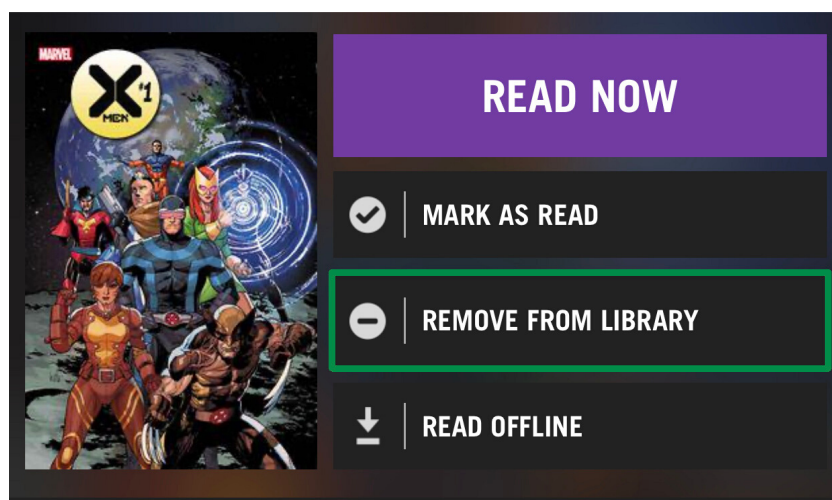 MARVEL
X #1
MEN
READ NOW
MARK AS READ
REMOVE FROM LIBRARY
READ OFFLINE